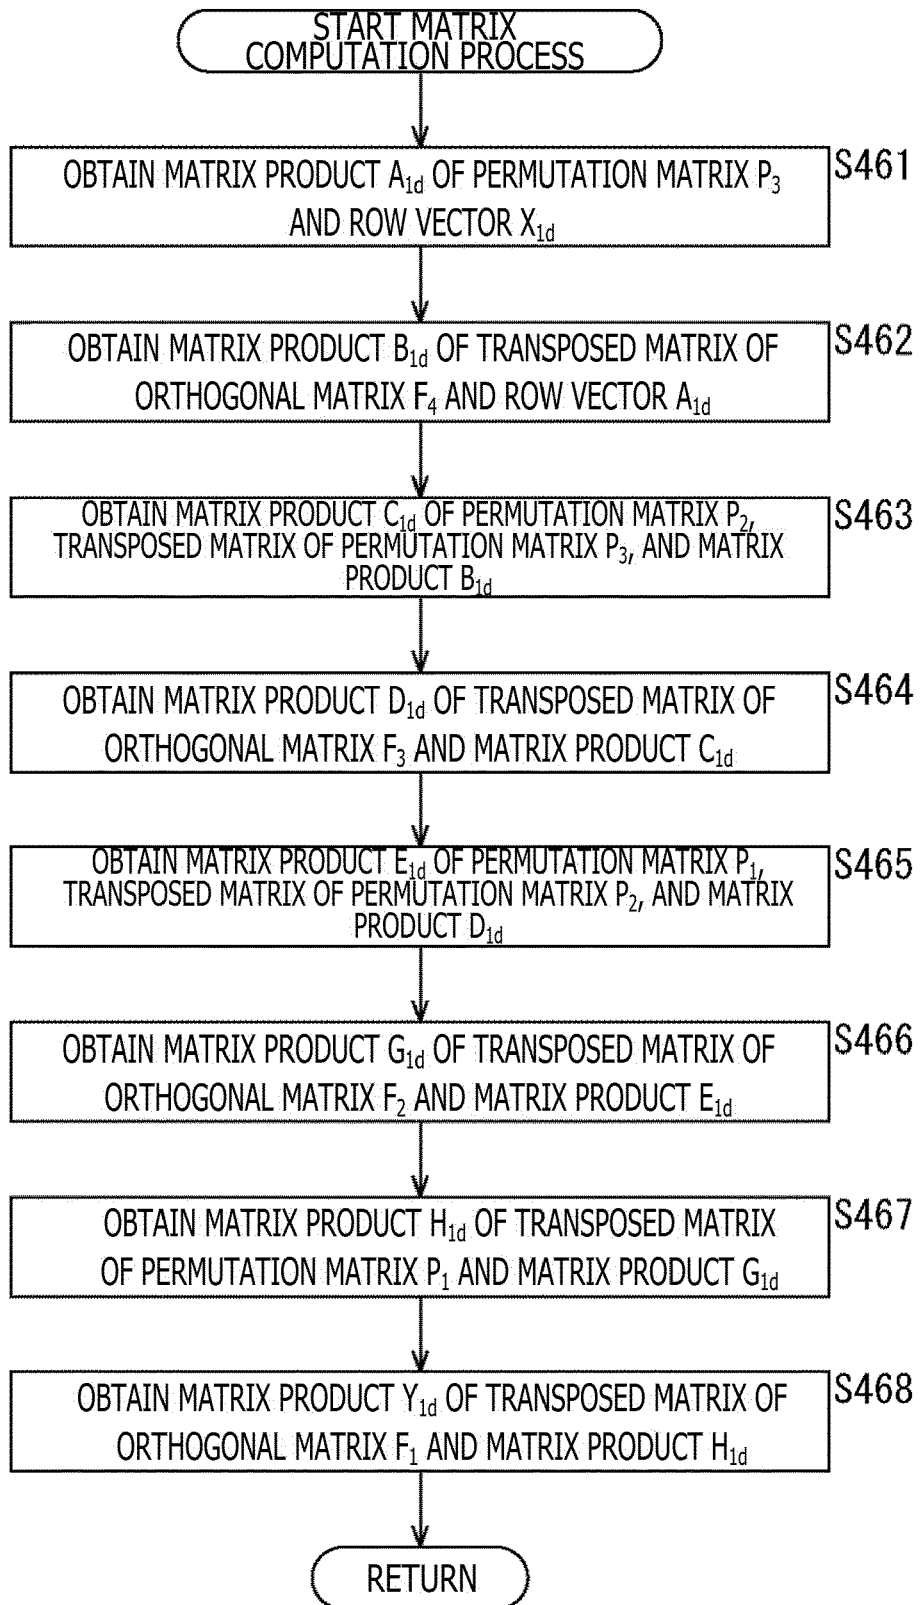 START MATRIX
COMPUTATION PROCESS
OBTAIN MATRIX PRODUCT A1d OF PERMUTATION MATRIX P3
AND ROW VECTOR X1d
S461
OBTAIN MATRIX PRODUCT B1d OF TRANSPOSED MATRIX OF
ORTHOGONAL MATRIX F4 AND ROW VECTOR A1d
S462
OBTAIN MATRIX PRODUCT C1d OF PERMUTATION MATRIX P2,
TRANSPOSED MATRIX OF PERMUTATION MATRIX P3, AND MATRIX
PRODUCT B1d
S463
OBTAIN MATRIX PRODUCT D1d OF TRANSPOSED MATRIX OF
ORTHOGONAL MATRIX F3 AND MATRIX PRODUCT C1d
S464
OBTAIN MATRIX PRODUCT E1d OF PERMUTATION MATRIX P1,
TRANSPOSED MATRIX OF PERMUTATION MATRIX P2, AND MATRIX
PRODUCT D1d
S465
OBTAIN MATRIX PRODUCT G1d OF TRANSPOSED MATRIX OF
ORTHOGONAL MATRIX F2 AND MATRIX PRODUCT E1d
S466
OBTAIN MATRIX PRODUCT H1d OF TRANSPOSED MATRIX
OF PERMUTATION MATRIX P1 AND MATRIX PRODUCT G1d
S467
OBTAIN MATRIX PRODUCT Y1d OF TRANSPOSED MATRIX OF
ORTHOGONAL MATRIX F1 AND MATRIX PRODUCT H1d
S468
RETURN